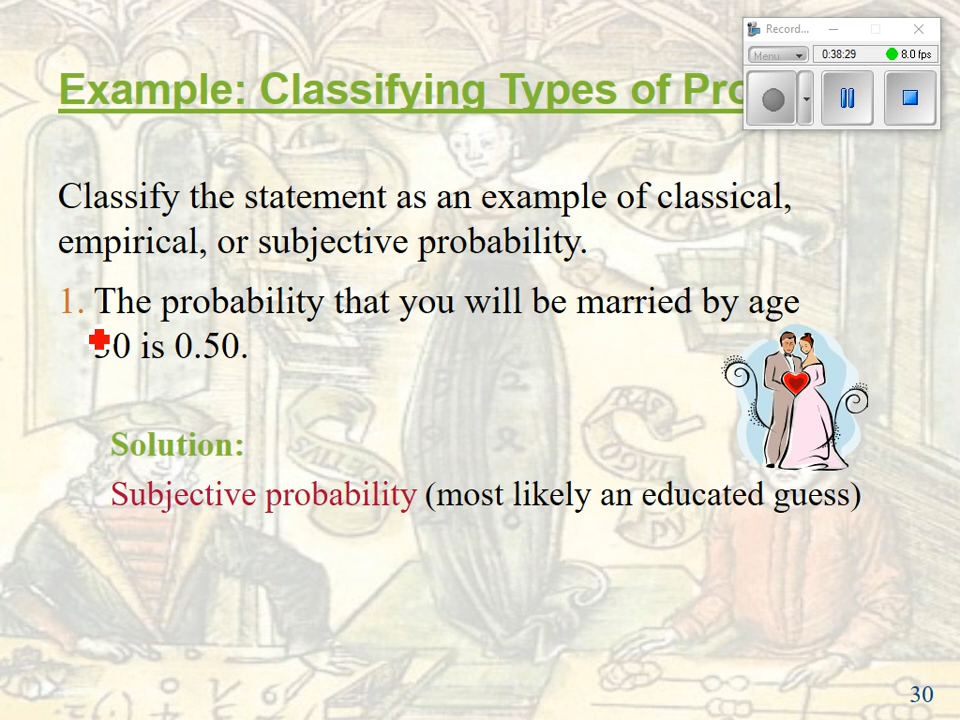 Record...
Menu
0:38:29
8.0 fps
Example: Classifying Types of
Classify the statement as an example of classical,
empirical, or subjective probability.
1. The probability that you will be married by age
0 is 0.50.
Solution:
Subjective probability (most likely an educated guess)
30